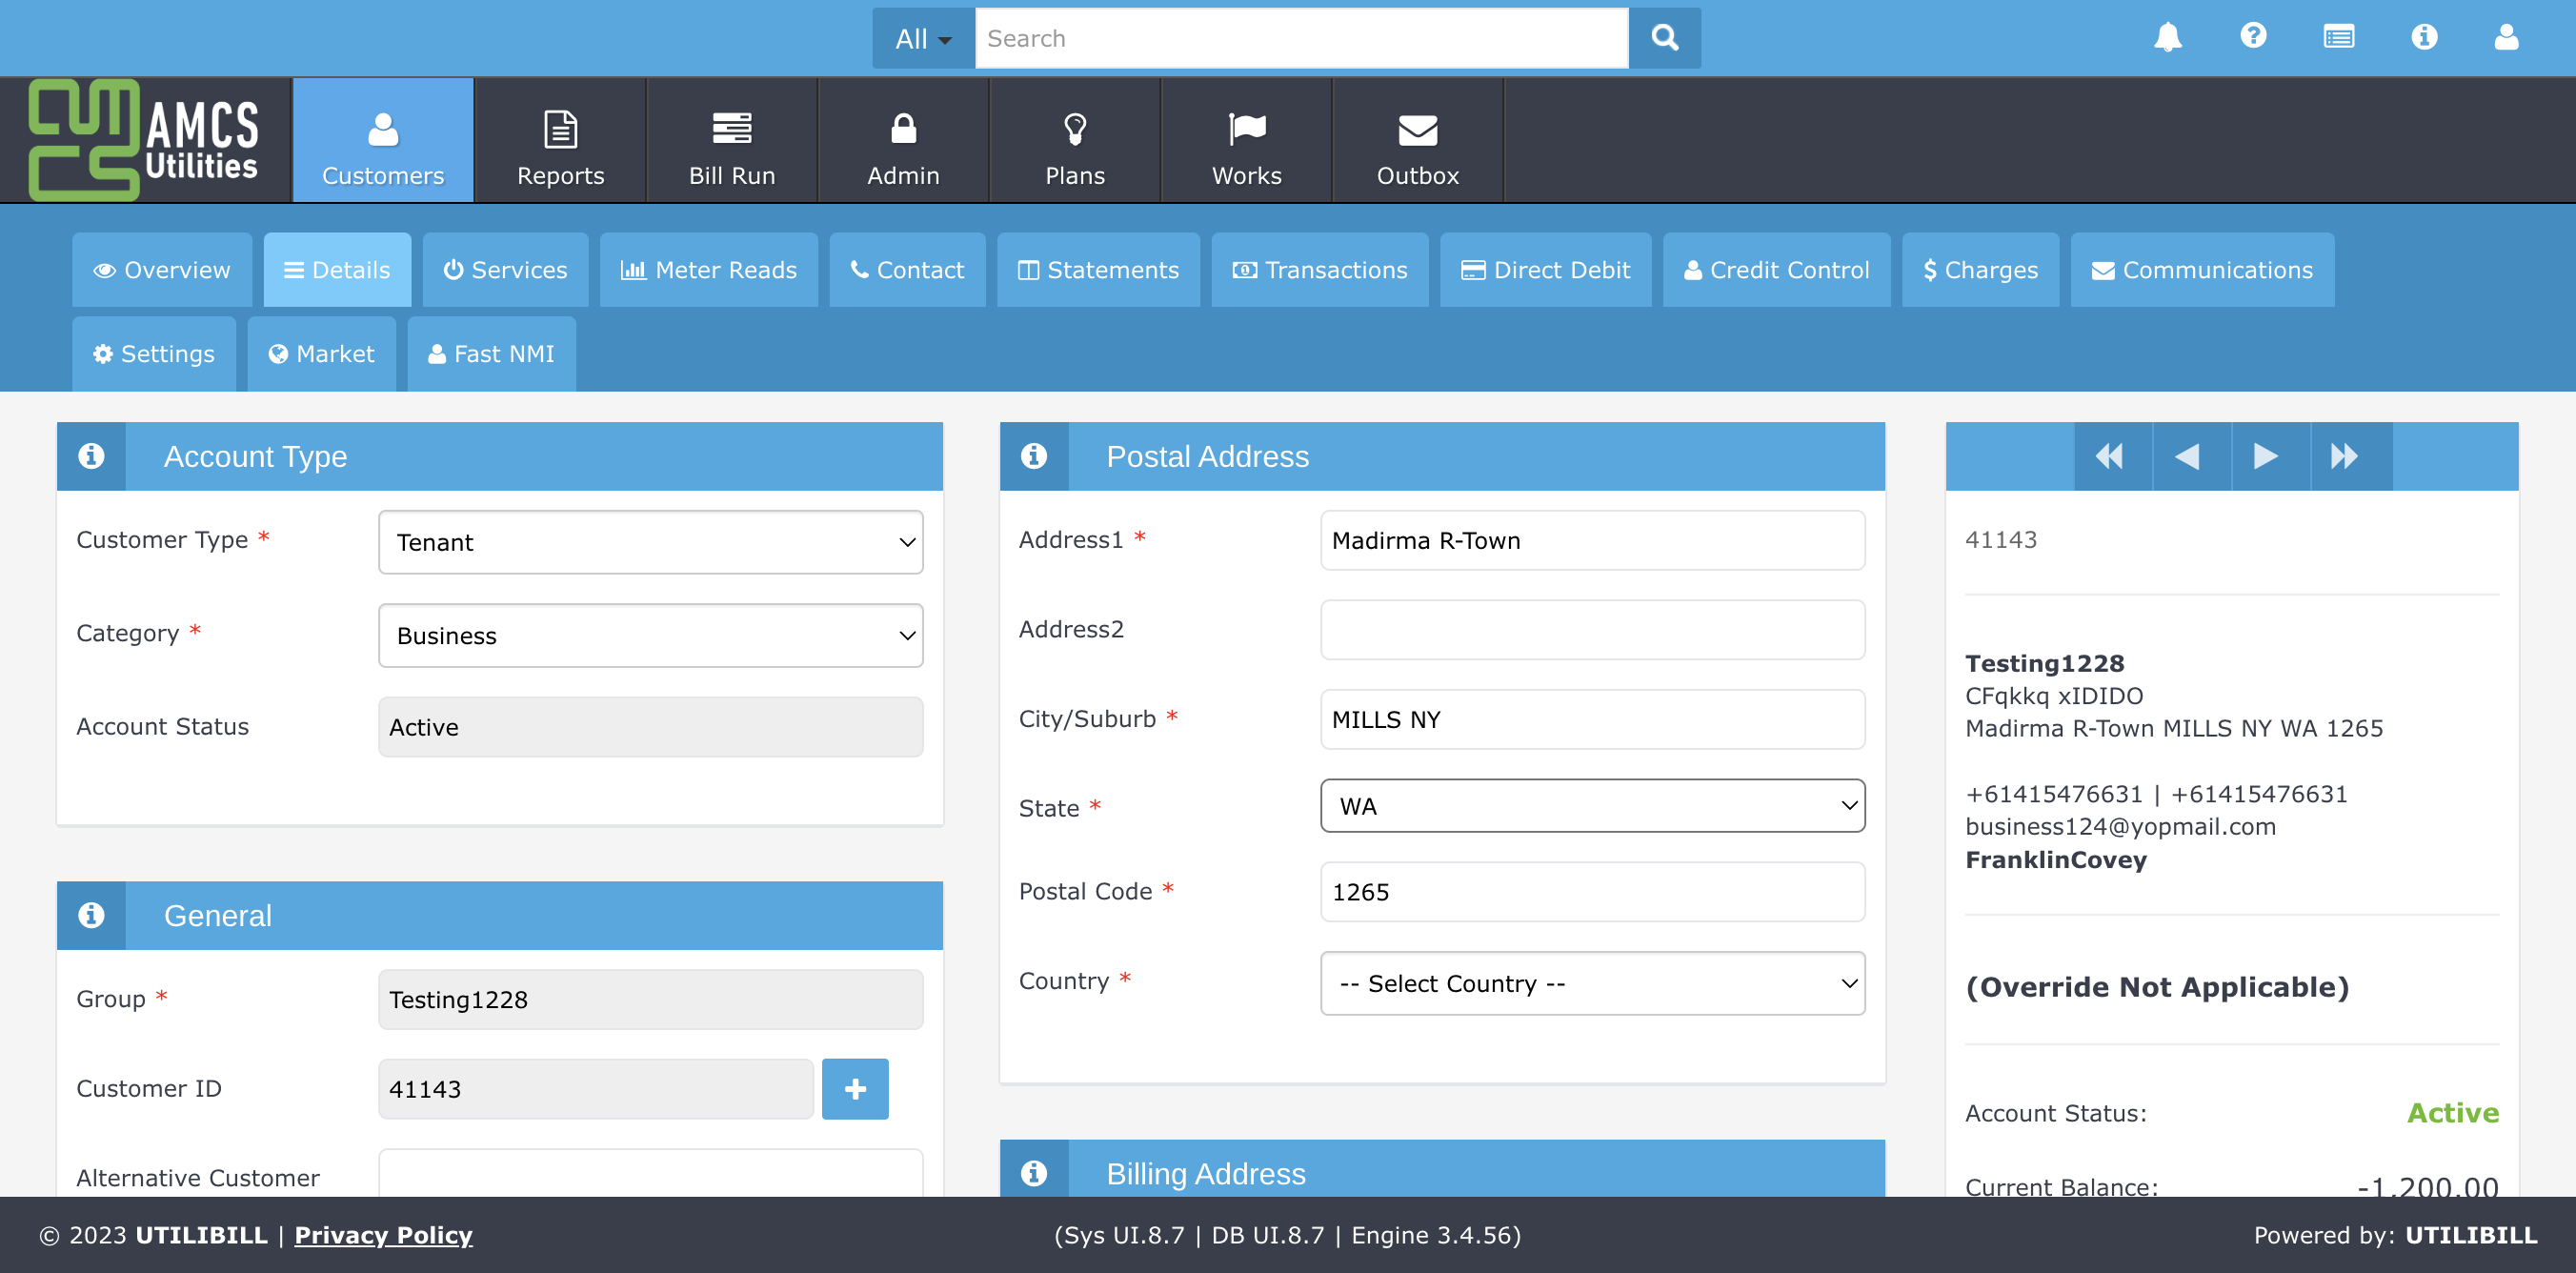 All
Search
AMCS
Utilities
Customers
Reports
Bill Run
Admin
Plans
Works
Outbox
Overview
Details
Services
Meter Reads
Contact
Statements
Transactions
Direct Debit
Credit Control
$ Charges
Communications
Settings
Market
Fast NMI
Account Type
Customer Type *
Tenant
Category *
Business
Account Status
Active
General
Group *
Testing1228
Customer ID
41143
+
Alternative Customer
Postal Address
Address1 *
Madirma R-Town
Address2
City/Suburb *
MILLS NY
State *
WA
Postal Code *
1265
Country *
-- Select Country --
Billing Address
41143
Testing1228
CFqkkq xIDIDO
Madirma R-Town MILLS NY WA 1265
+61415476631 | +61415476631
business124@yopmail.com
FranklinCovey
(Override Not Applicable)
Account Status:
Active
Current Balance:
-1,200.00
© 2023 UTILIBILL | Privacy Policy
(Sys UI.8.7 | DB UI.8.7 | Engine 3.4.56)
Powered by: UTILIBILL